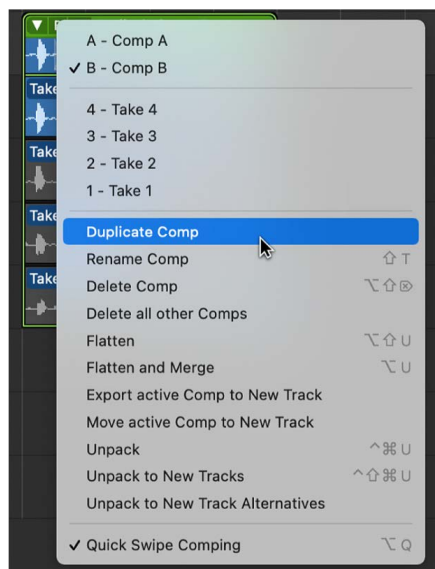 A - Comp A
✓ B - Comp B
4 - Take 4
3 - Take 3
2 - Take 2
1 - Take 1
Duplicate Comp
Rename Comp ⇧ T
Delete Comp ⌥⇧⌦
Delete all other Comps
Flatten ⌥⇧ U
Flatten and Merge ⌥ U
Export active Comp to New Track
Move active Comp to New Track
Unpack ^⌘ U
Unpack to New Tracks ^⇧⌘ U
Unpack to New Track Alternatives
✓ Quick Swipe Comping ⌥ Q
Take
Take
Take
Take